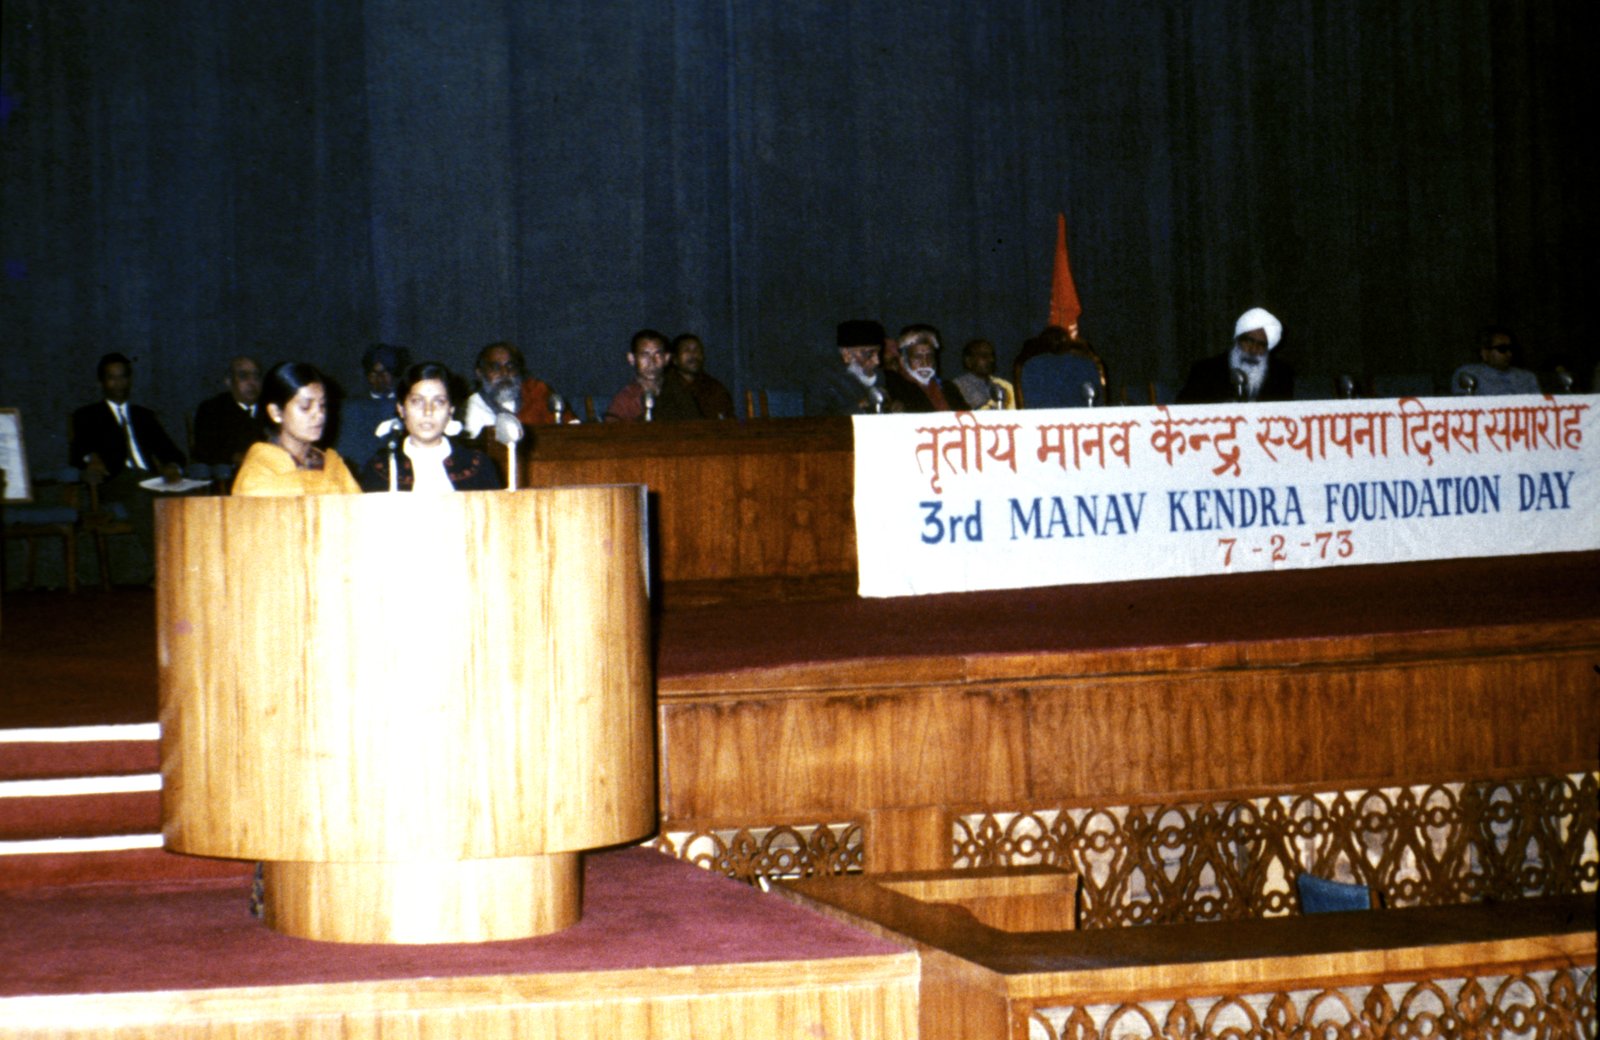 तृतीय मानव केन्द्र स्थापना दिवस समारोह
3rd MANAV KENDRA FOUNDATION DAY
7-2-73